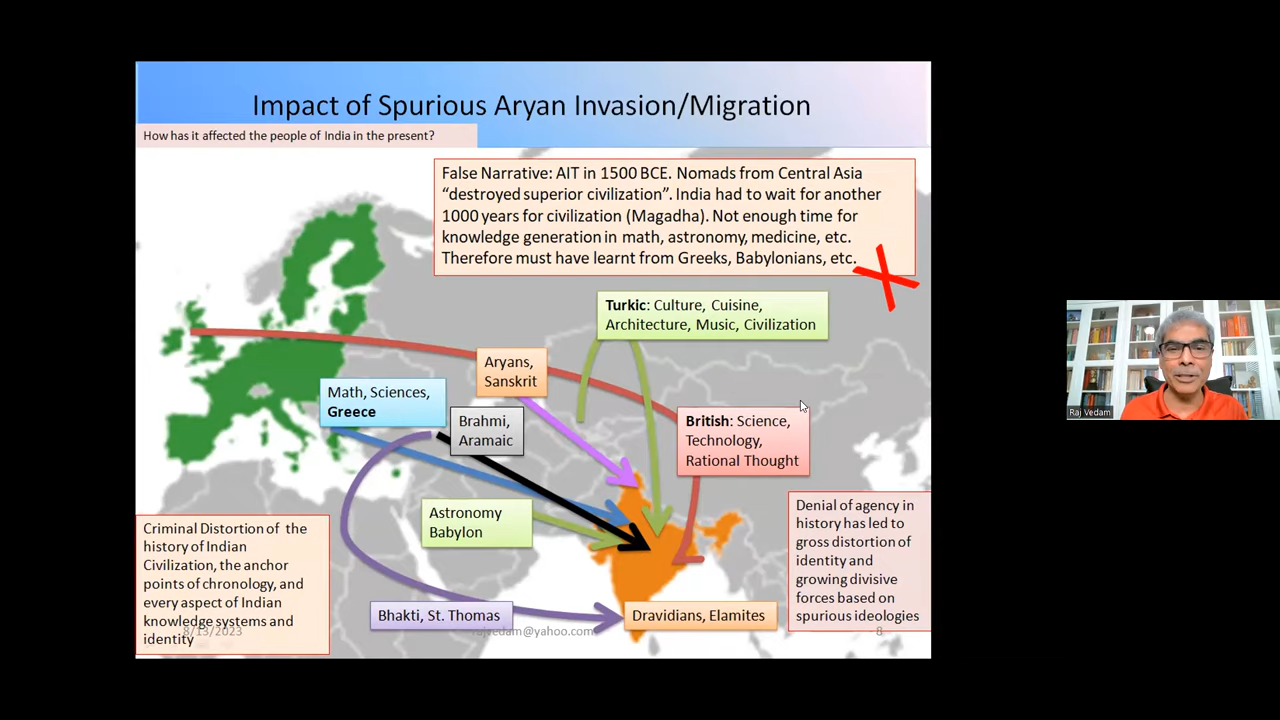 Impact of Spurious Aryan Invasion/Migration
How has it affected the people of India in the present?
False Narrative: AIT in 1500 BCE. Nomads from Central Asia
“destroyed superior civilization”. India had to wait for another
1000 years for civilization (Magadha). Not enough time for
knowledge generation in math, astronomy, medicine, etc.
Therefore must have learnt from Greeks, Babylonians, etc.
Turkic: Culture, Cuisine,
Architecture, Music, Civilization
Aryans,
Sanskrit
Math, Sciences,
Greece
Brahmi,
Aramaic
British: Science,
Technology,
Rational Thought
Astronomy
Babylon
Denial of agency in
history has led to
gross distortion of
identity and
growing divisive
forces based on
spurious ideologies
Criminal Distortion of the
history of Indian
Civilization, the anchor
points of chronology, and
every aspect of Indian
knowledge systems and
identity
Bhakti, St. Thomas
Dravidians, Elamites
8/13/2023
rajvedam@yahoo.com
8
Raj Vedam